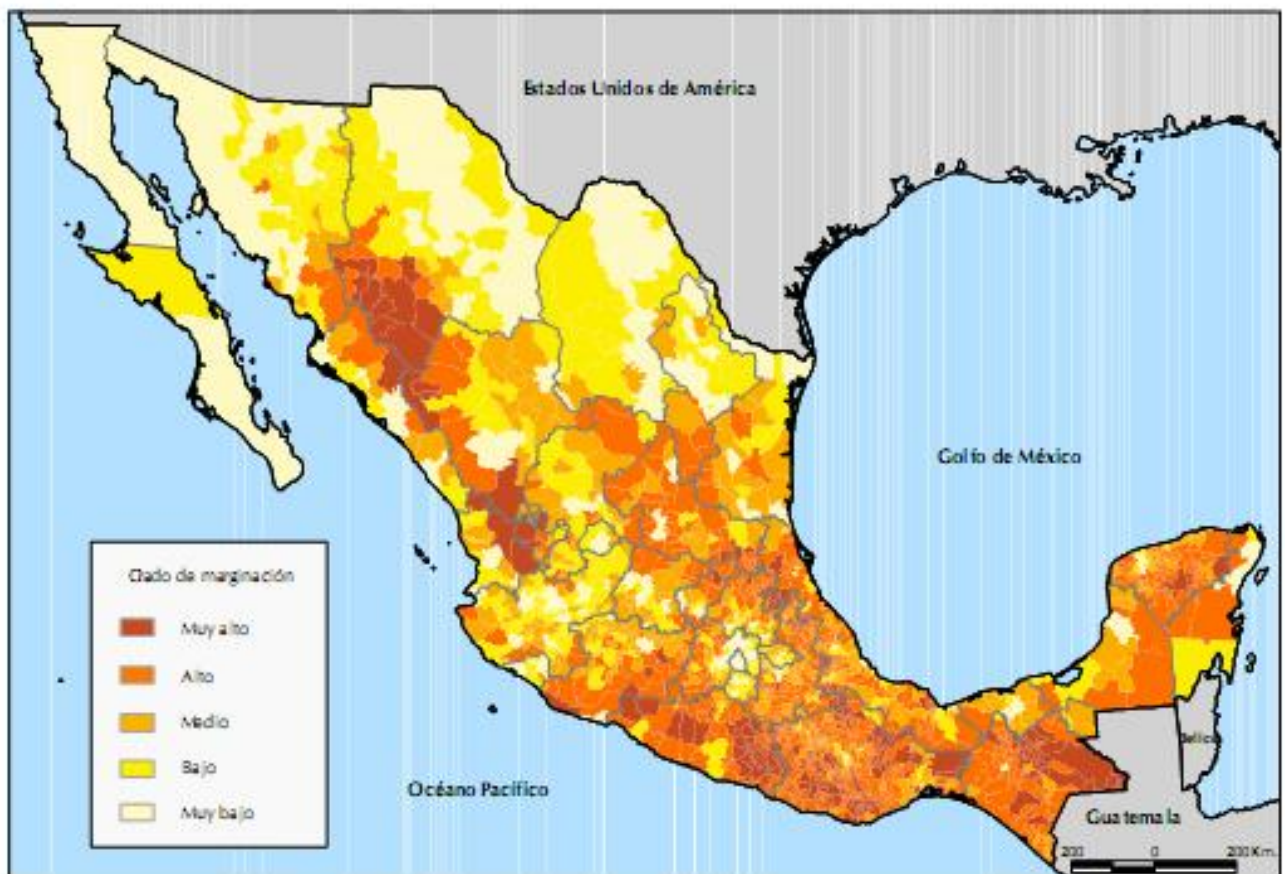 Estados Unidos de América
Golfo de México
Grado de marginación
Muy alto
Alto
Medio
Bajo
Muy bajo
Océano Pacífico
Belice
Guatemala
200 0 200 Km.